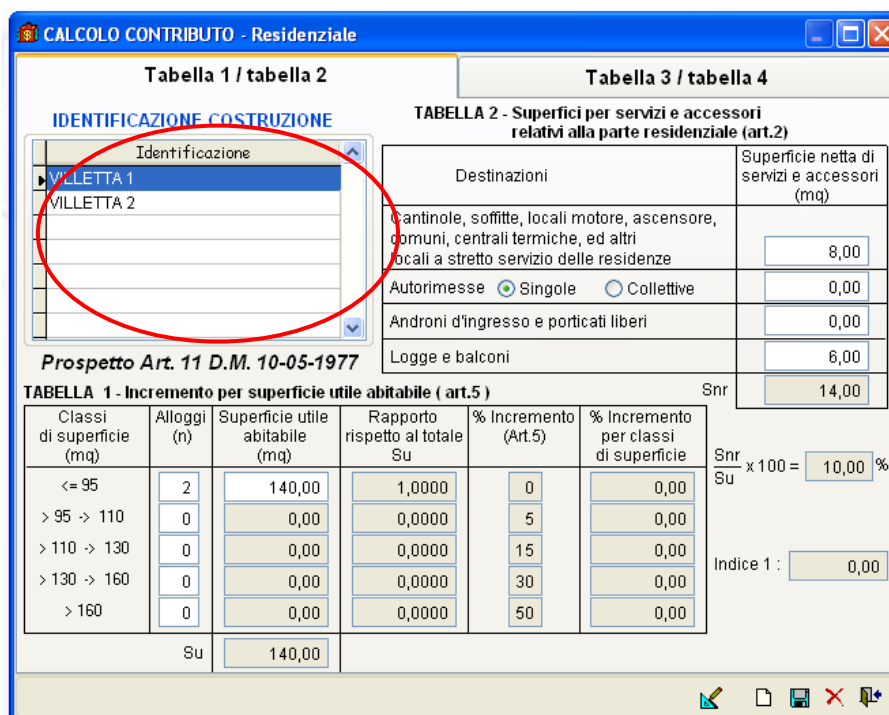 CALCOLO CONTRIBUTO - Residenziale
Tabella 1 / tabella 2
Tabella 3 / tabella 4
IDENTIFICAZIONE COSTRUZIONE
Identificazione
VILLETTA 1
VILLETTA 2
Prospetto Art. 11 D.M. 10-05-1977
TABELLA 2 - Superfici per servizi e accessori
relativi alla parte residenziale (art.2)
Destinazioni
Superficie netta di
servizi e accessori
(mq)
Cantinole, soffitte, locali motore, ascensore,
comuni, centrali termiche, ed altri
locali a stretto servizio delle residenze
8,00
Autorimesse Singole Collettive 0,00
Androni d'ingresso e porticati liberi 0,00
Logge e balconi 6,00
Snr 14,00
TABELLA 1 - Incremento per superficie utile abitabile ( art.5 )
Classi
di superficie
(mq)
Alloggi
(n)
Superficie utile
abitabile
(mq)
Rapporto
rispetto al totale
Su
% Incremento
(Art.5)
% Incremento
per classi
di superficie
<= 95 2 140,00 1,0000 0 0,00
> 95 -> 110 0 0,00 0,0000 5 0,00
> 110 -> 130 0 0,00 0,0000 15 0,00
> 130 -> 160 0 0,00 0,0000 30 0,00
> 160 0 0,00 0,0000 50 0,00
Su 140,00
Snr
Su
x 100 = 10,00 %
Indice 1 : 0,00